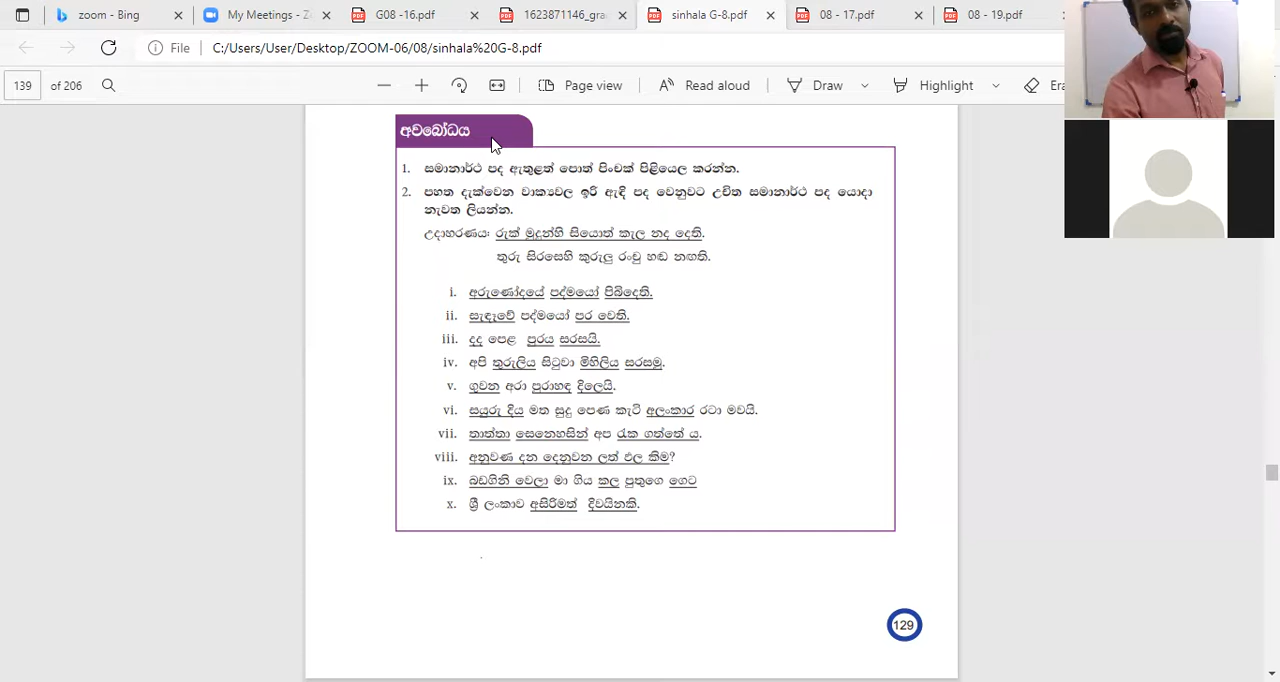 zoom - Bing
My Meetings - Z
G08 -16.pdf
1623871146_gra
sinhala G-8.pdf
08 - 17.pdf
08 - 19.pdf
File C:/Users/User/Desktop/ZOOM-06/08/sinhala%20G-8.pdf
139 of 206
Page view
Read aloud
Draw
Highlight
Era
අවබෝධය
1. සමානාර්ථ පද ඇතුළත් පොත් පිංචක් පිළියෙල කරන්න.
2. පහත දැක්වෙන වාක්‍යවල ඉරි ඇඳි පද වෙනුවට උචිත සමානාර්ථ පද යොදා
නැවත ලියන්න.
උදාහරණය: රුක් මුදුන්හි සියොත් කැල නද දෙති.
තුරු සිරසෙහි කුරුලු රංචු හඬ නඟති.
i. අරුණෝදයේ පද්මයෝ පිබිදෙති.
ii. සැඳෑවේ පද්මයෝ පර වෙති.
iii. දද පෙළ පුරය සරසයි.
iv. අපි තුරුලිය සිටුවා මිහිලිය සරසමු.
v. ගුවන අරා පුරාහඳ දිලෙයි.
vi. සයුරු දිය මත සුදු පෙණ කැටි අලංකාර රටා මවයි.
vii. තාත්තා සෙනෙහසින් අප රැක ගත්තේ ය.
viii. අනුවණ දන දෙනුවන ලත් ඵල කිම?
ix. බඩගිනි වෙලා මා ගිය කල පුතුගෙ ගෙට
x. ශ්‍රී ලංකාව අසිරිමත් දිවයිනකි.
129